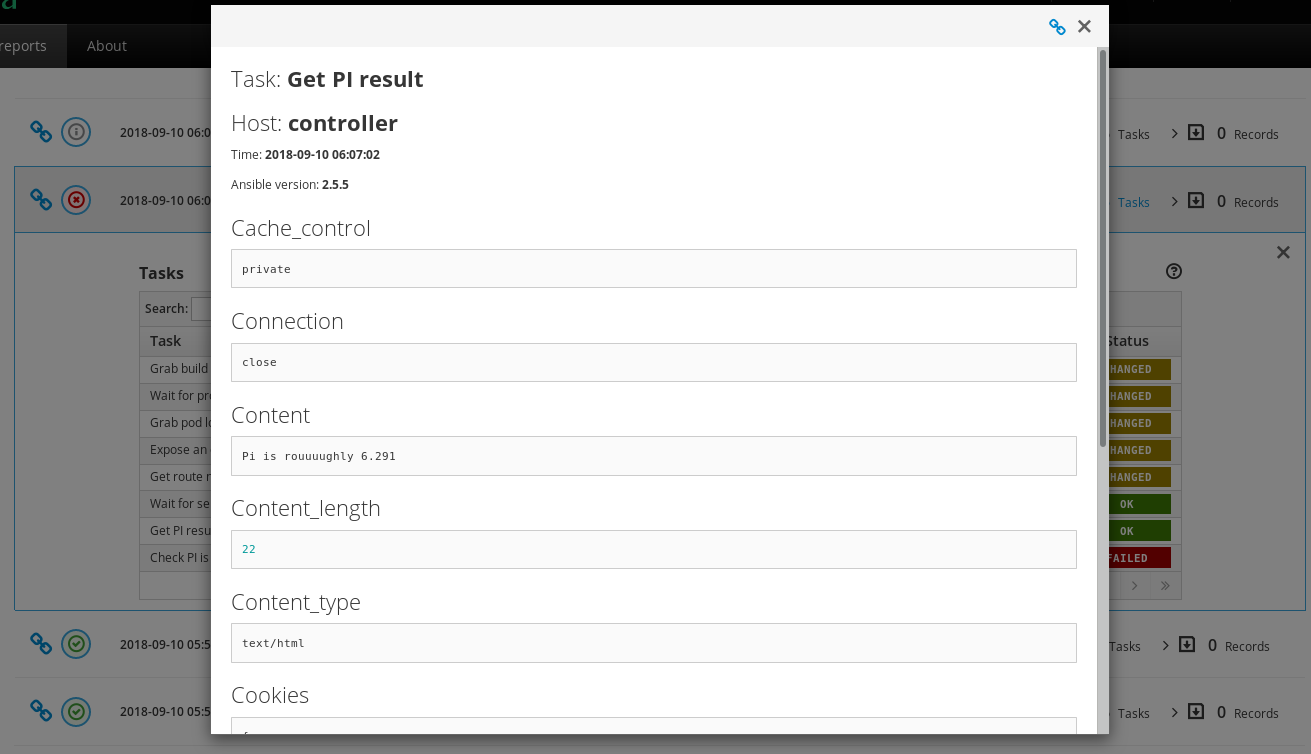 reports
About
Task: Get PI result
Host: controller
Time: 2018-09-10 06:07:02
Ansible version: 2.5.5
Cache_control
private
Connection
close
Content
Pi is rouuuughly 6.291
Content_length
22
Content_type
text/html
Cookies
2018-09-10 06:0
Tasks
0 Records
2018-09-10 06:0
Tasks
0 Records
Tasks
Search:
Task
Status
Grab build
HANGED
Wait for pr
HANGED
Grab pod l
HANGED
Expose an
HANGED
Get route
HANGED
Wait for se
OK
Get PI resu
OK
Check PI is
FAILED
2018-09-10 05:5
Tasks
0 Records
2018-09-10 05:5
Tasks
0 Records